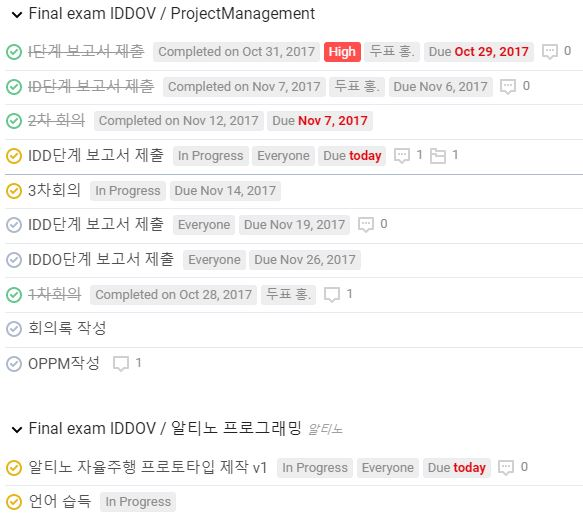 Final exam IDDOV / ProjectManagement
I단계 보고서 제출 Completed on Oct 31, 2017 High 두표 홍. Due Oct 29, 2017 0
ID단계 보고서 제출 Completed on Nov 7, 2017 두표 홍. Due Nov 6, 2017 0
2차 회의 Completed on Nov 12, 2017 Due Nov 7, 2017
IDD단계 보고서 제출 In Progress Everyone Due today 1 1
3차회의 In Progress Due Nov 14, 2017
IDD단계 보고서 제출 Everyone Due Nov 19, 2017 0
IDDO단계 보고서 제출 Everyone Due Nov 26, 2017
1차회의 Completed on Oct 28, 2017 두표 홍. 1
회의록 작성
OPPM작성 1
Final exam IDDOV / 알티노 프로그래밍 알티노
알티노 자율주행 프로토타입 제작 v1 In Progress Everyone Due today 0
언어 습득 In Progress